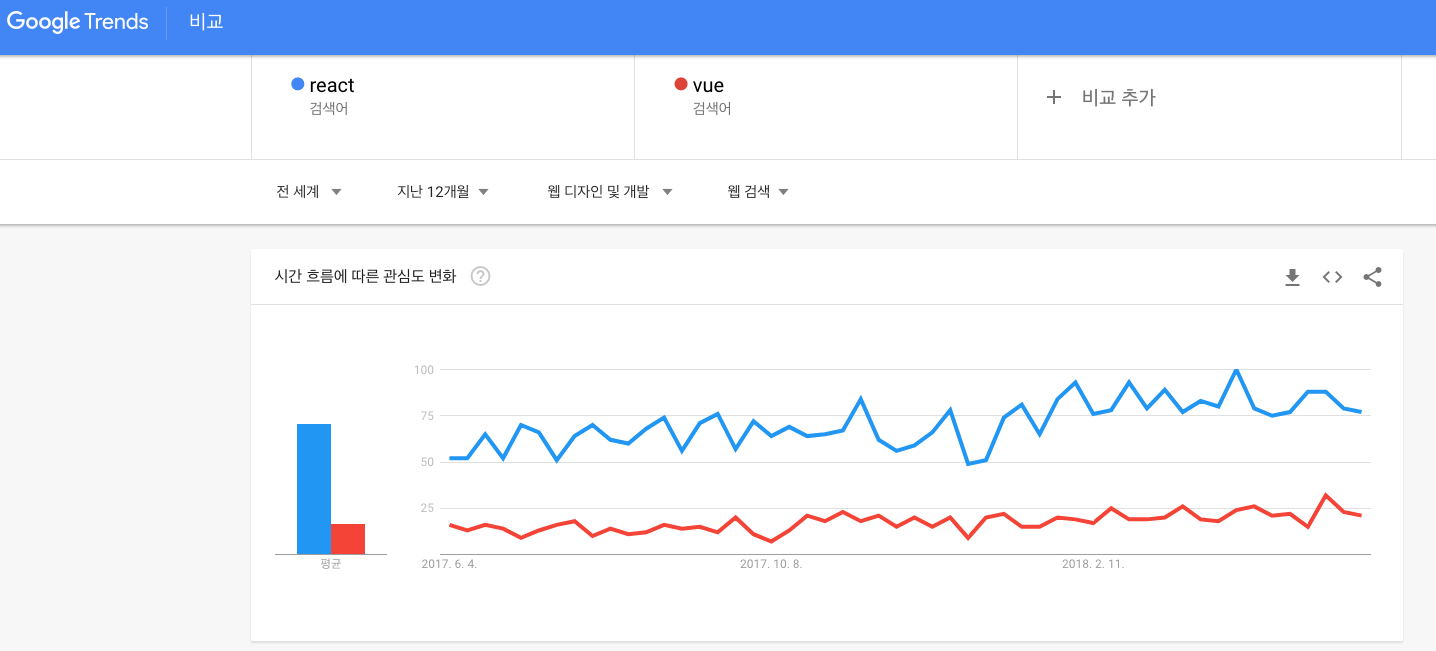 Google Trends 비교
react
검색어
vue
검색어
+ 비교 추가
전 세계 지난 12개월 웹 디자인 및 개발 웹 검색
시간 흐름에 따른 관심도 변화 ?
100
75
50
25
평균
2017. 6. 4. 2017. 10. 8. 2018. 2. 11.